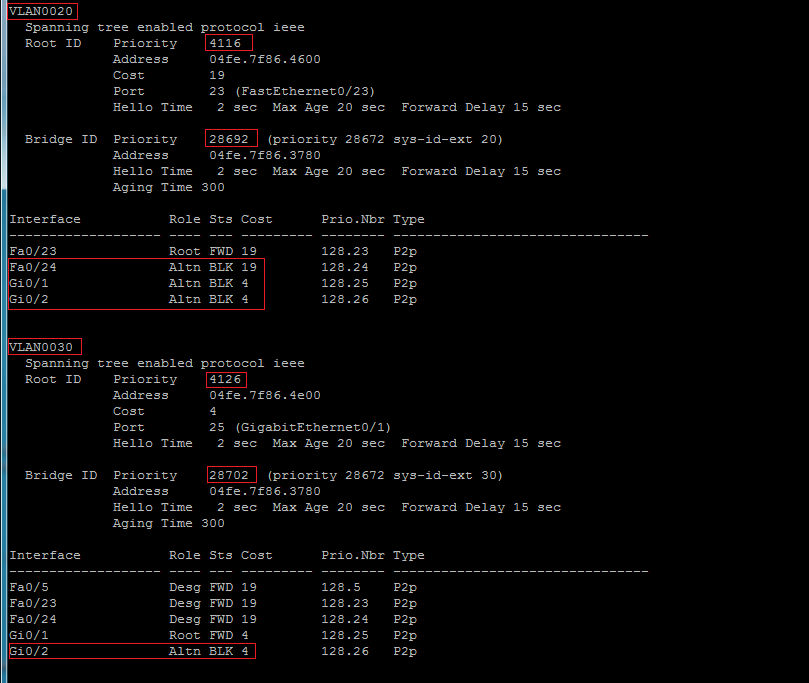 VLAN0020
  Spanning tree enabled protocol ieee
  Root ID    Priority    4116
             Address     04fe.7f86.4600
             Cost        19
             Port        23 (FastEthernet0/23)
             Hello Time   2 sec  Max Age 20 sec  Forward Delay 15 sec
  Bridge ID  Priority    28692  (priority 28672 sys-id-ext 20)
             Address     04fe.7f86.3780
             Hello Time   2 sec  Max Age 20 sec  Forward Delay 15 sec
             Aging Time 300
Interface           Role Sts Cost      Prio.Nbr Type
------------------- ---- --- --------- -------- --------------------------------
Fa0/23              Root FWD 19        128.23   P2p
Fa0/24              Altn BLK 19        128.24   P2p
Gi0/1               Altn BLK 4         128.25   P2p
Gi0/2               Altn BLK 4         128.26   P2p
VLAN0030
  Spanning tree enabled protocol ieee
  Root ID    Priority    4126
             Address     04fe.7f86.4e00
             Cost        4
             Port        25 (GigabitEthernet0/1)
             Hello Time   2 sec  Max Age 20 sec  Forward Delay 15 sec
  Bridge ID  Priority    28702  (priority 28672 sys-id-ext 30)
             Address     04fe.7f86.3780
             Hello Time   2 sec  Max Age 20 sec  Forward Delay 15 sec
             Aging Time 300
Interface           Role Sts Cost      Prio.Nbr Type
------------------- ---- --- --------- -------- --------------------------------
Fa0/5               Desg FWD 19        128.5    P2p
Fa0/23              Desg FWD 19        128.23   P2p
Fa0/24              Desg FWD 19        128.24   P2p
Gi0/1               Root FWD 4         128.25   P2p
Gi0/2               Altn BLK 4         128.26   P2p